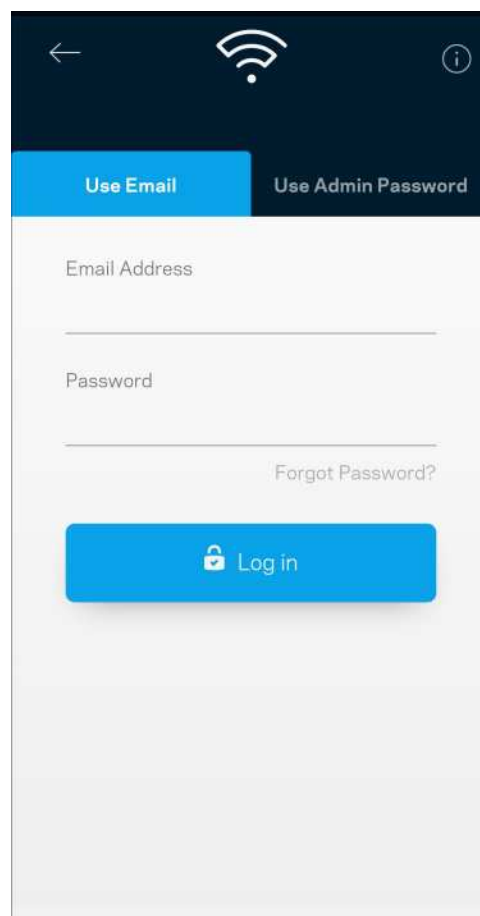 Use Email
Use Admin Password
Email Address
Password
Forgot Password?
Log in